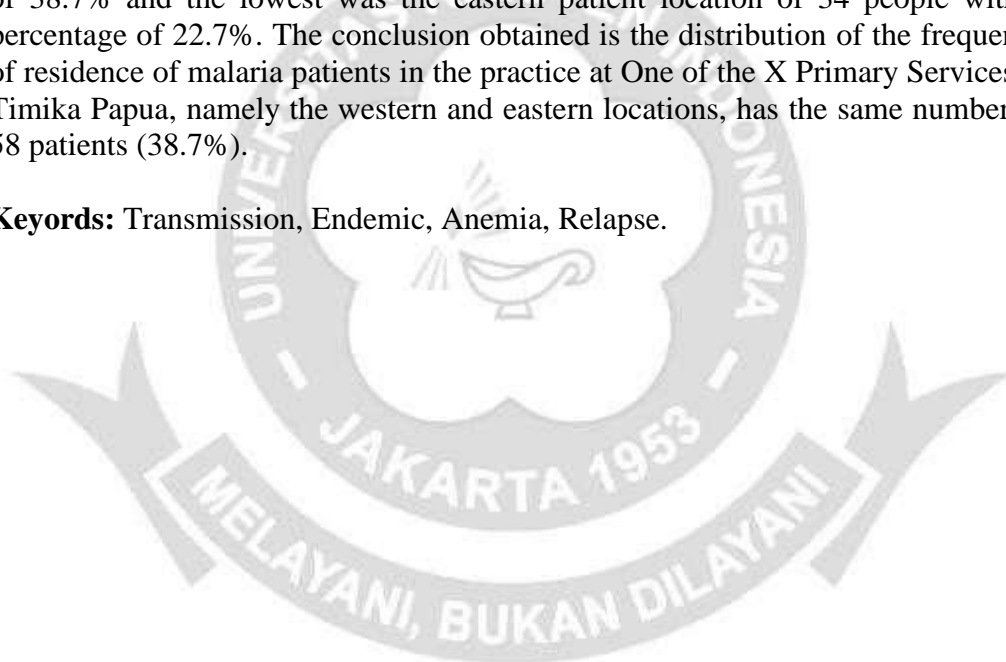 of 38.7% and the lowest was the eastern patient location of 34 people with
percentage of 22.7%. The conclusion obtained is the distribution of the
of residence of malaria patients in the practice at One of the X Primary Services
Timika Papua, namely the western and eastern locations, has the same number
58 patients (38.7%).
Keyords: Transmission, Endemic, Anemia, Relapse.
INDONESIA
JAKARTA 1953
MELAYANI, BUKAN DILAYANI